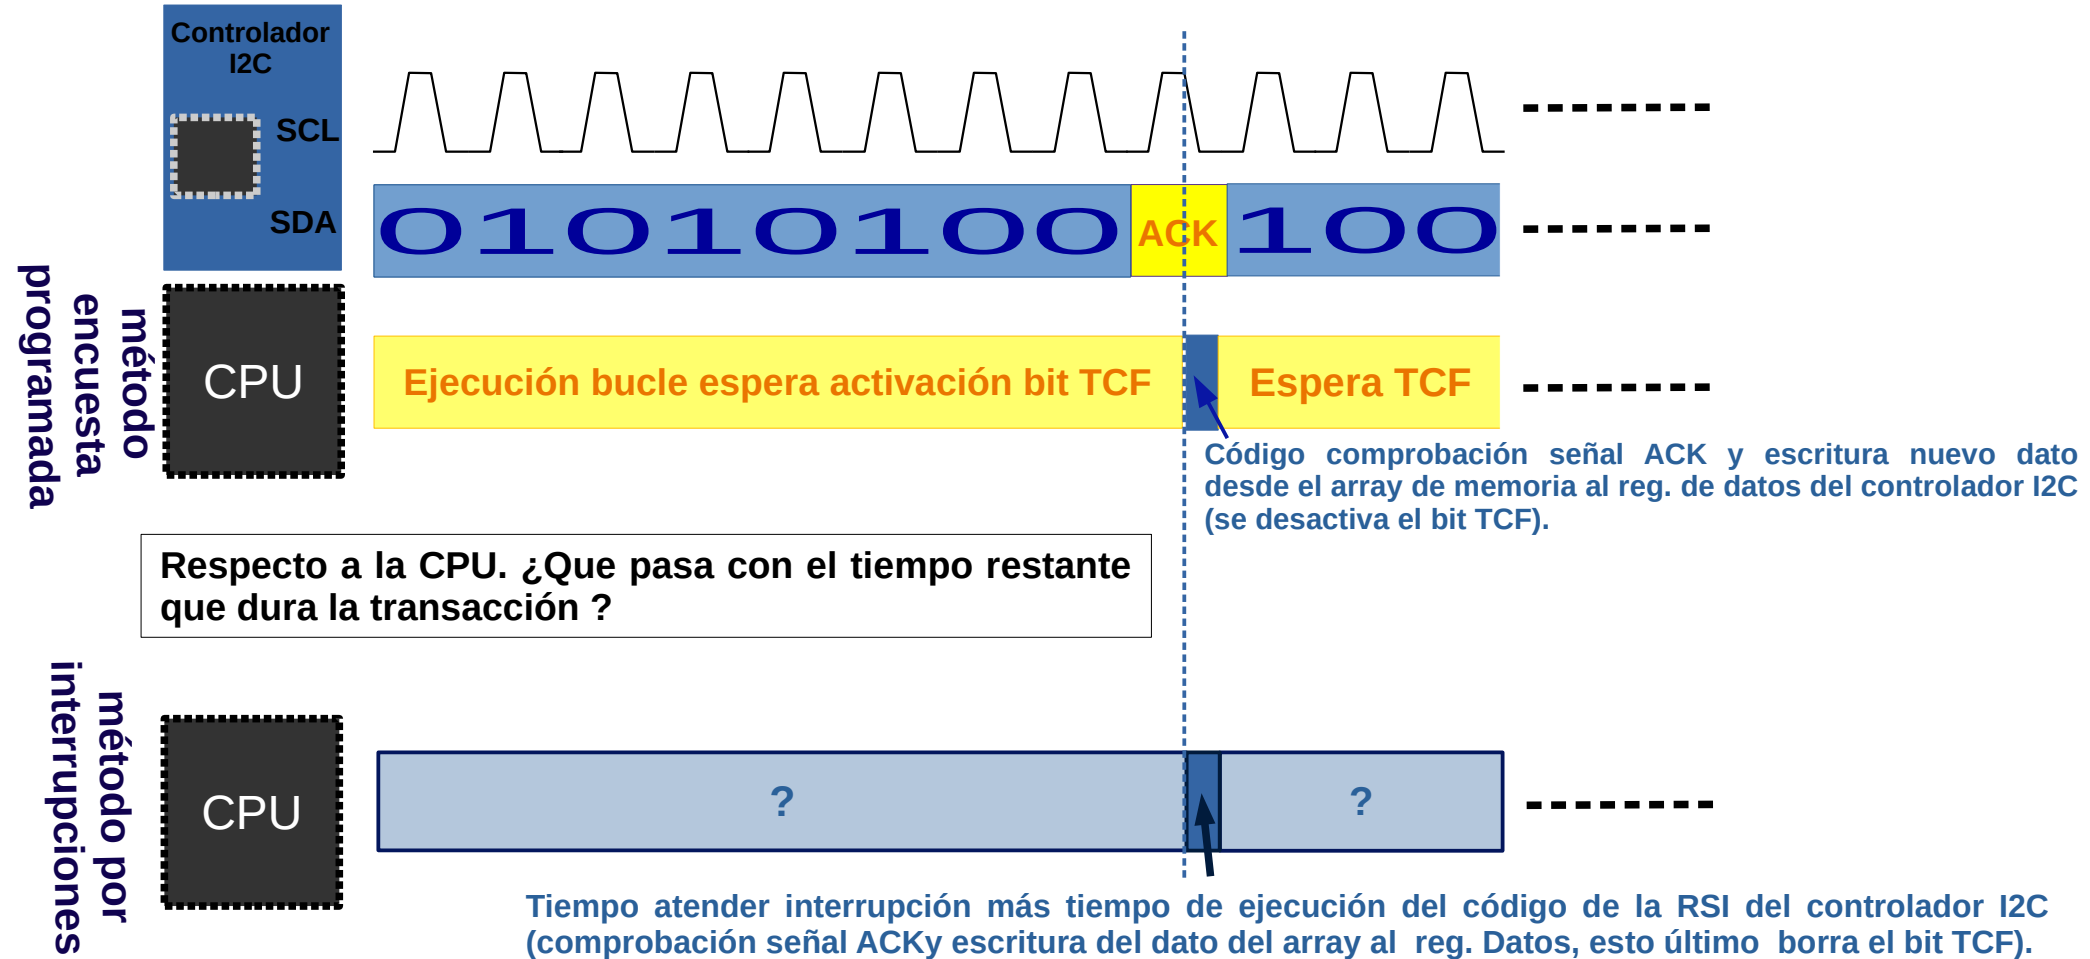 Controlador
I2C
SCL
SDA
01010100
ACK
100
método
encuesta
programada
CPU
Ejecución bucle espera activación bit TCF
Espera TCF
Código comprobación señal ACK y escritura nuevo dato
desde el array de memoria al reg. de datos del controlador I2C
(se desactiva el bit TCF).
Respecto a la CPU. ¿Que pasa con el tiempo restante
que dura la transacción ?
método por
interrupciones
CPU
?
?
Tiempo atender interrupción más tiempo de ejecución del código de la RSI del controlador I2C
(comprobación señal ACKy escritura del dato del array al  reg. Datos, esto último  borra el bit TCF).